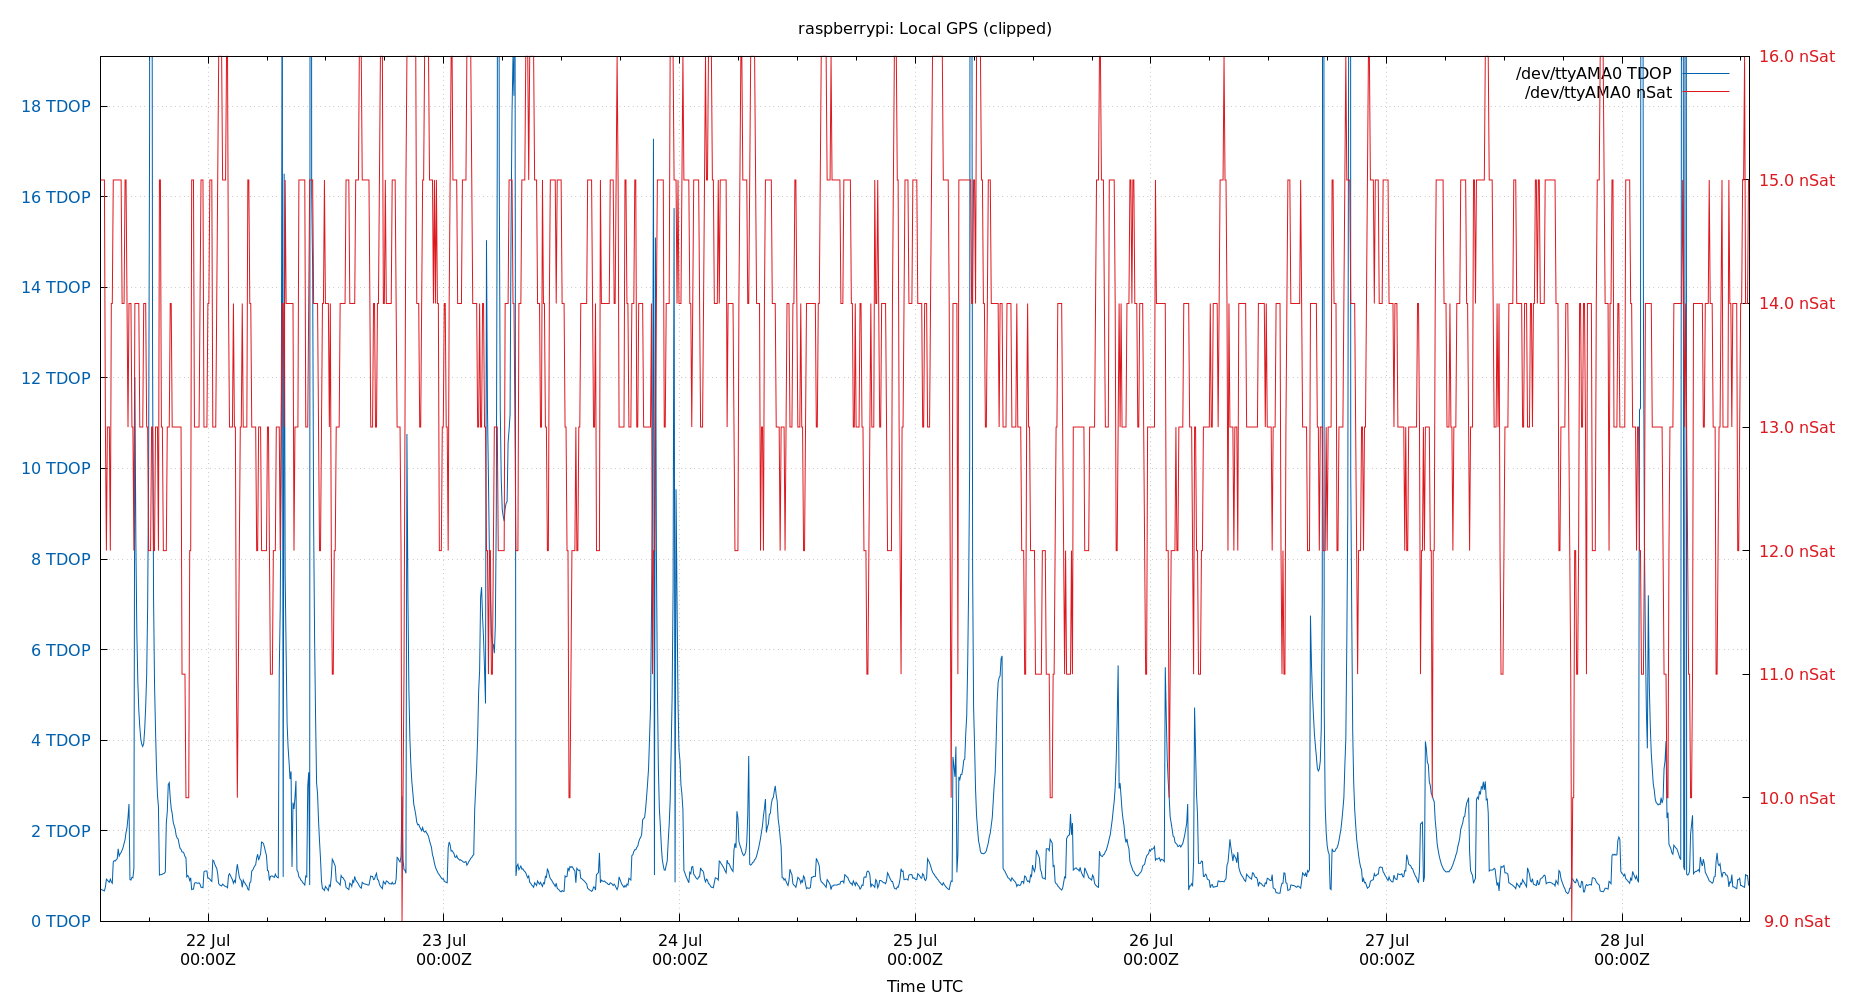 raspberrypi: Local GPS (clipped)
/dev/ttyAMA0 TDOP
/dev/ttyAMA0 nSat
18 TDOP
16 TDOP
14 TDOP
12 TDOP
10 TDOP
8 TDOP
6 TDOP
4 TDOP
2 TDOP
0 TDOP
16.0 nSat
15.0 nSat
14.0 nSat
13.0 nSat
12.0 nSat
11.0 nSat
10.0 nSat
9.0 nSat
22 Jul
00:00Z
23 Jul
00:00Z
24 Jul
00:00Z
25 Jul
00:00Z
26 Jul
00:00Z
27 Jul
00:00Z
28 Jul
00:00Z
Time UTC